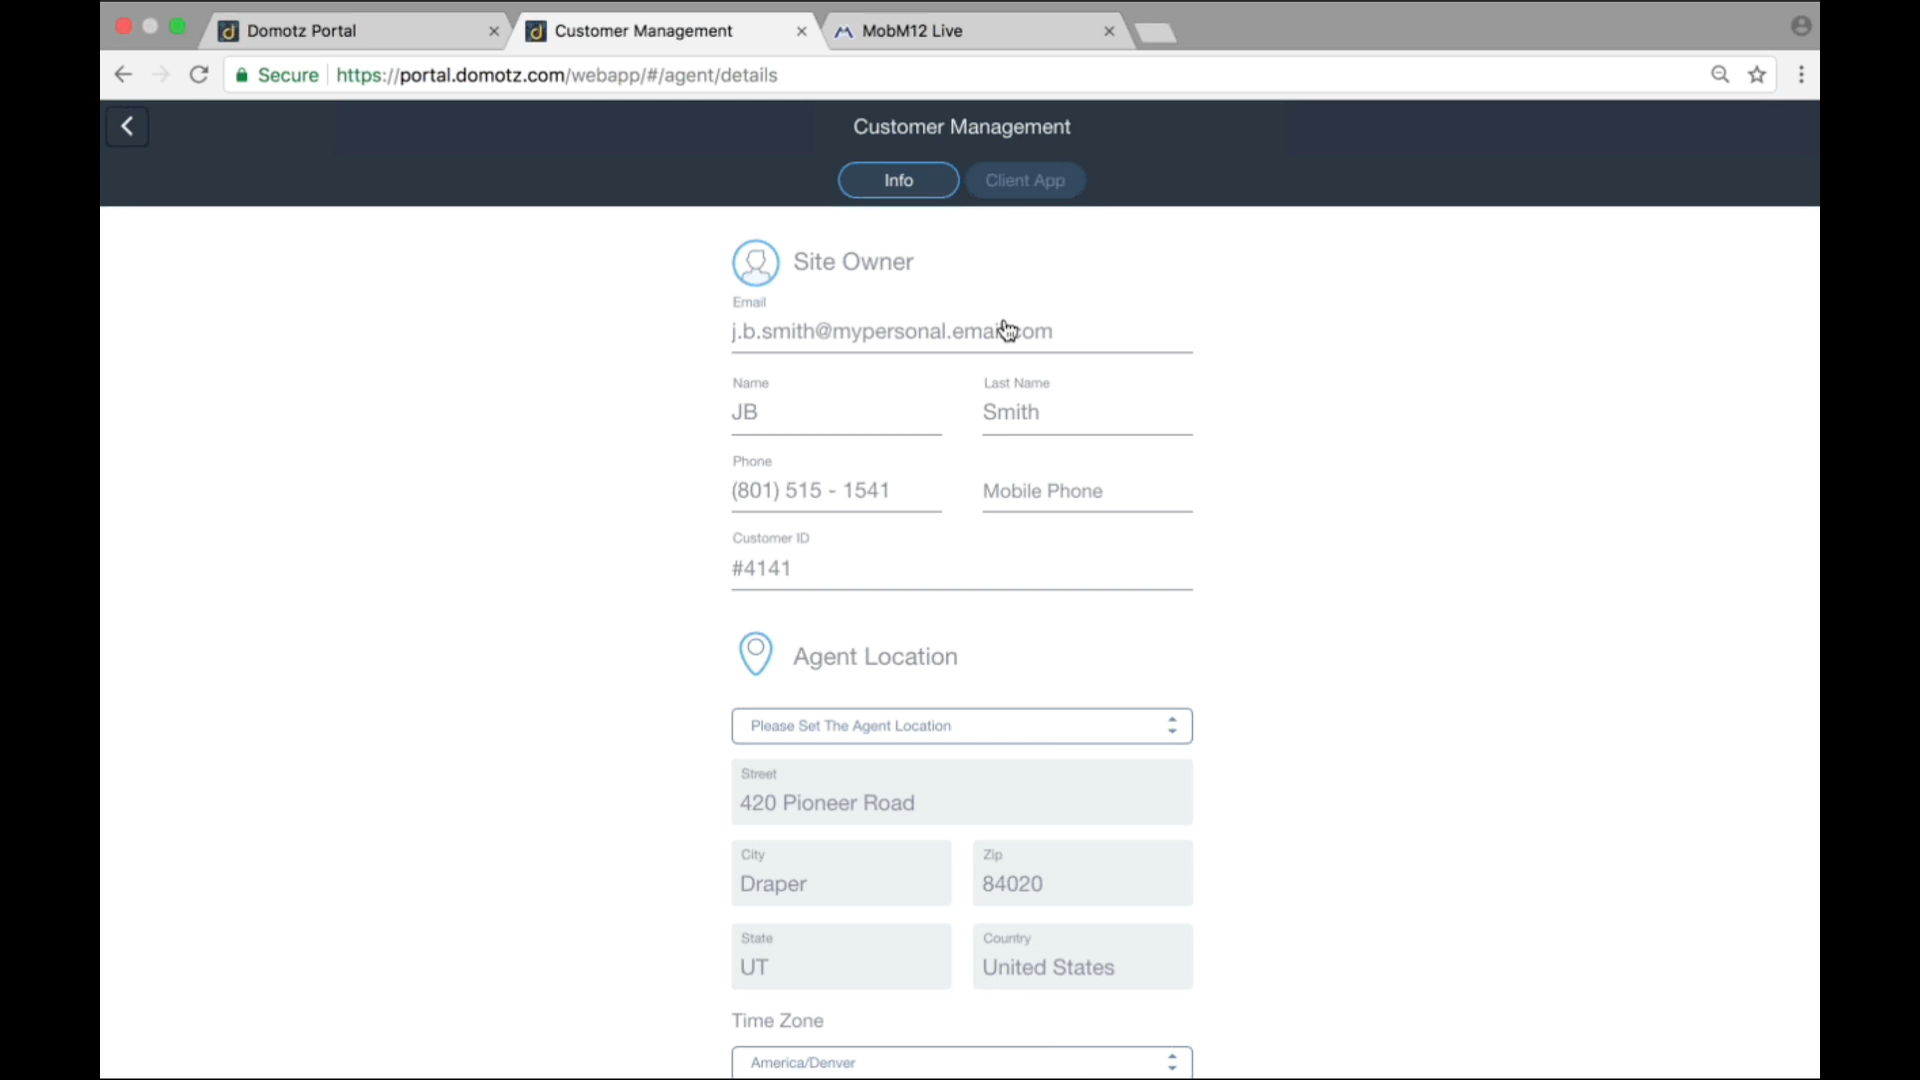 Domotz Portal
Customer Management
MobM12 Live
Secure https://portal.domotz.com/webapp/#/agent/details
Customer Management
Info
Client App
Site Owner
Email
j.b.smith@mypersonal.email.com
Name
Last Name
JB
Smith
Phone
(801) 515 - 1541
Mobile Phone
Customer ID
#4141
Agent Location
Please Set The Agent Location
Street
420 Pioneer Road
City
Zip
Draper
84020
State
Country
UT
United States
Time Zone
America/Denver